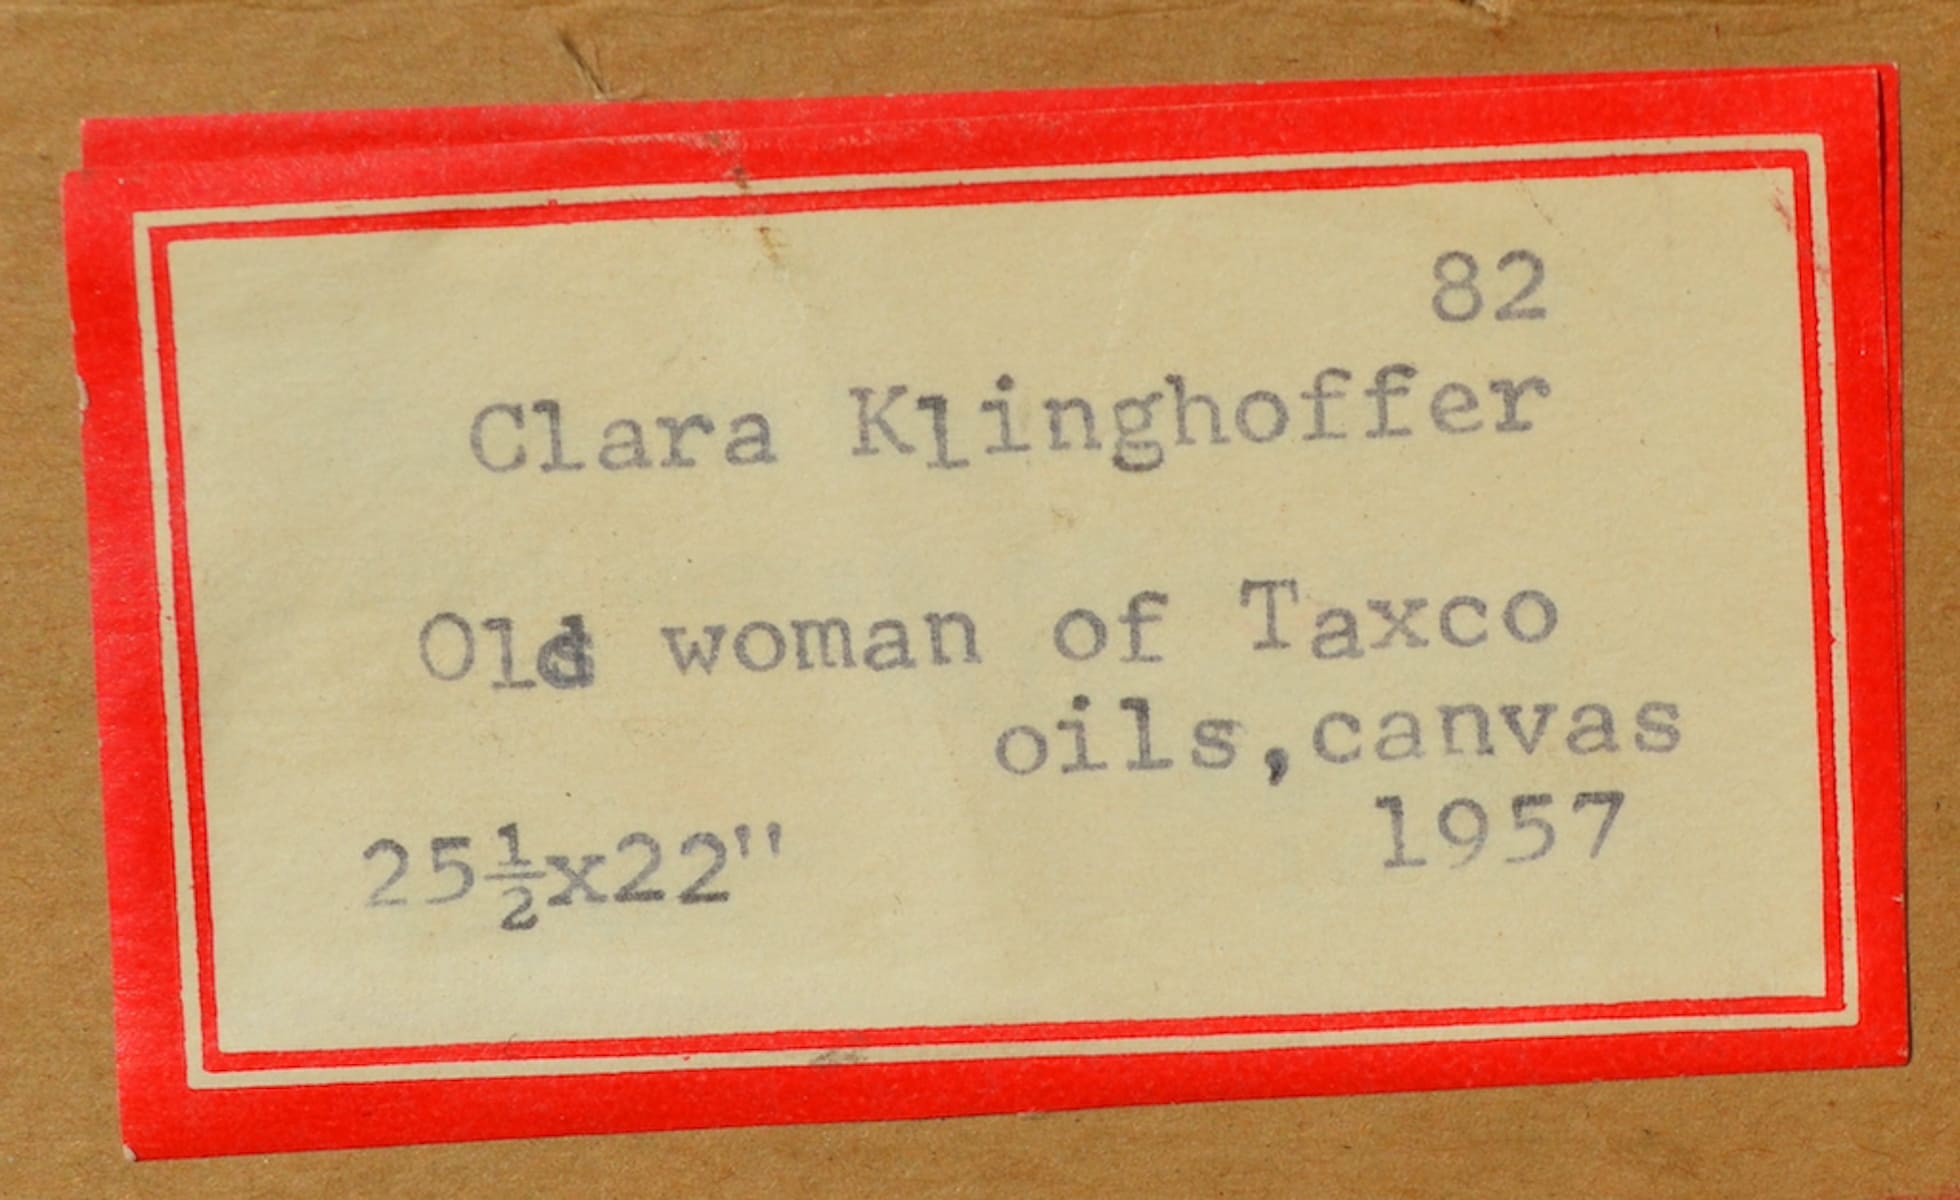 82
Clara Klinghoffer
Old woman of Taxco
oils,canvas
1957
25½x22"